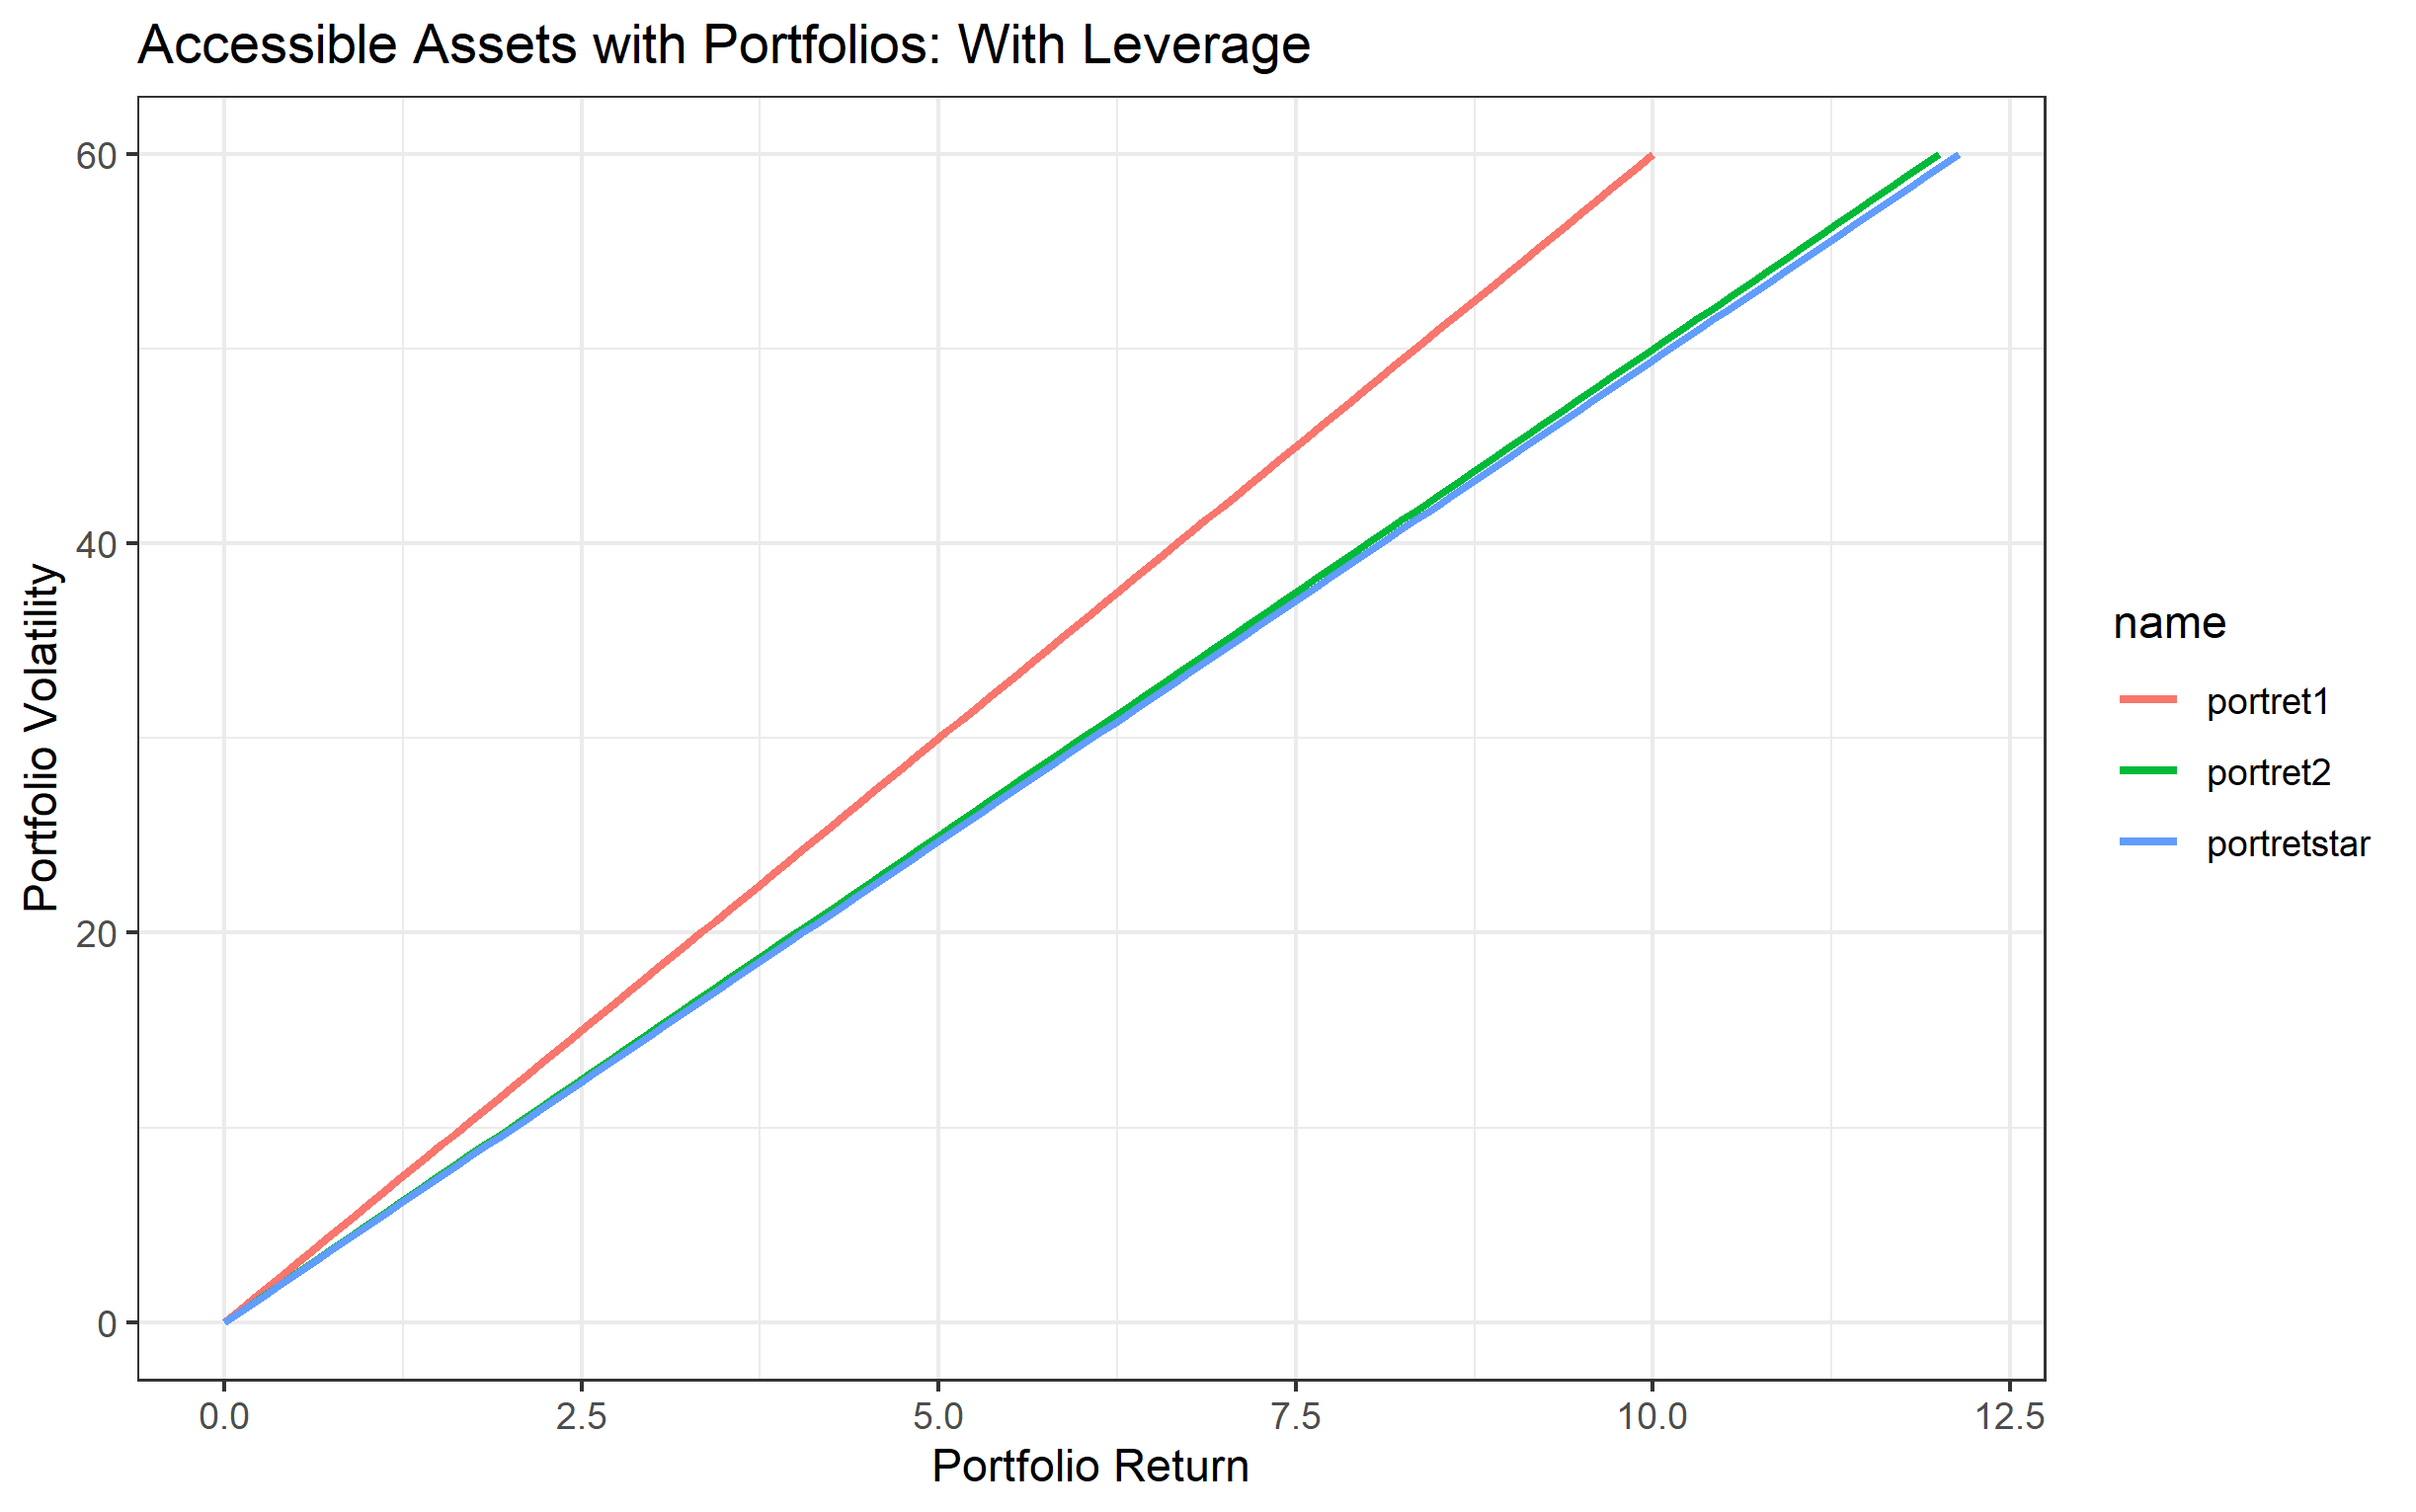 Accessible Assets with Portfolios: With Leverage
60
40
20
0
Portfolio Volatility
0.0 2.5 5.0 7.5 10.0 12.5
Portfolio Return
name
portret1
portret2
portretstar